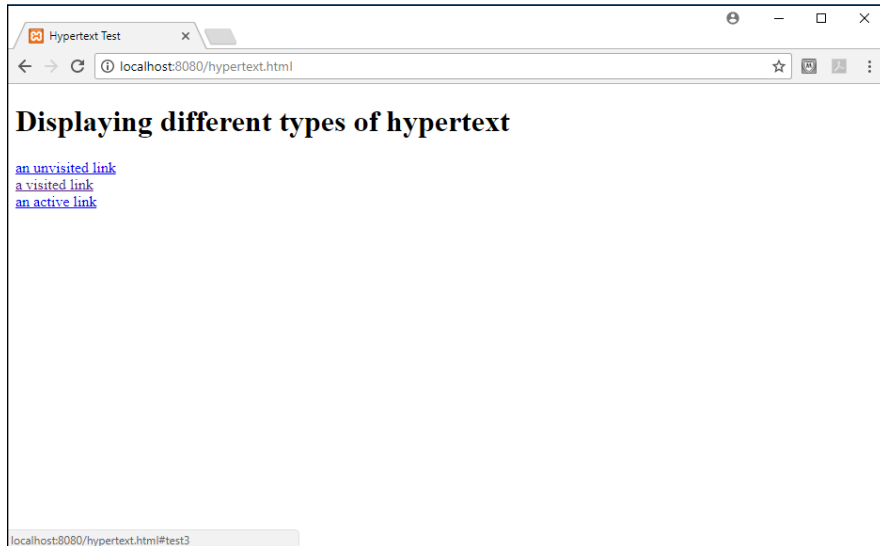 Hypertext Test
localhost:8080/hypertext.html
Displaying different types of hypertext
an unvisited link
a visited link
an active link
localhost:8080/hypertext.html#test3